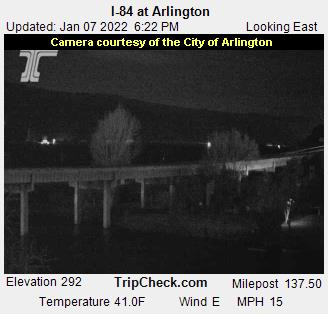 I-84 at Arlington
Updated: Jan 07 2022 6:22 PM Looking East
Camera courtesy of the City of Arlington
Elevation 292 TripCheck.com Milepost 137.50
Temperature 41.0F Wind E MPH 15